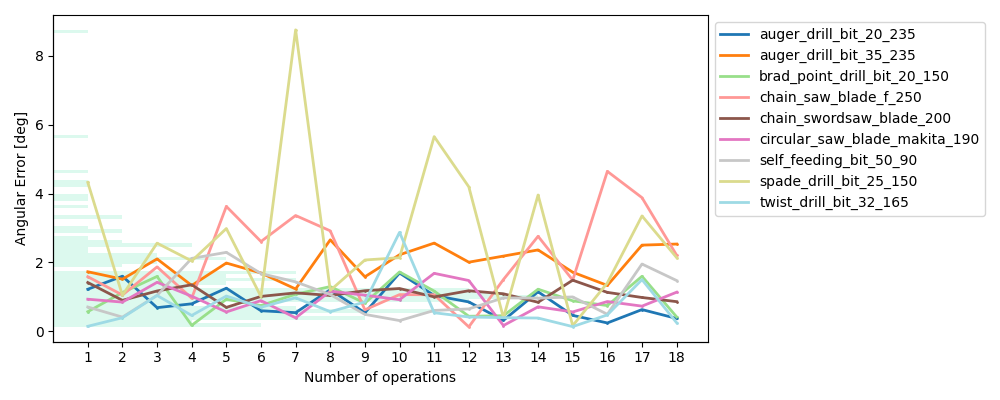 8
6
4
2
0
Angular Error [deg]
1 2 3 4 5 6 7 8 9 10 11 12 13 14 15 16 17 18
Number of operations
auger_drill_bit_20_235
auger_drill_bit_35_235
brad_point_drill_bit_20_150
chain_saw_blade_f_250
chain_swordsaw_blade_200
circular_saw_blade_makita_190
self_feeding_bit_50_90
spade_drill_bit_25_150
twist_drill_bit_32_165